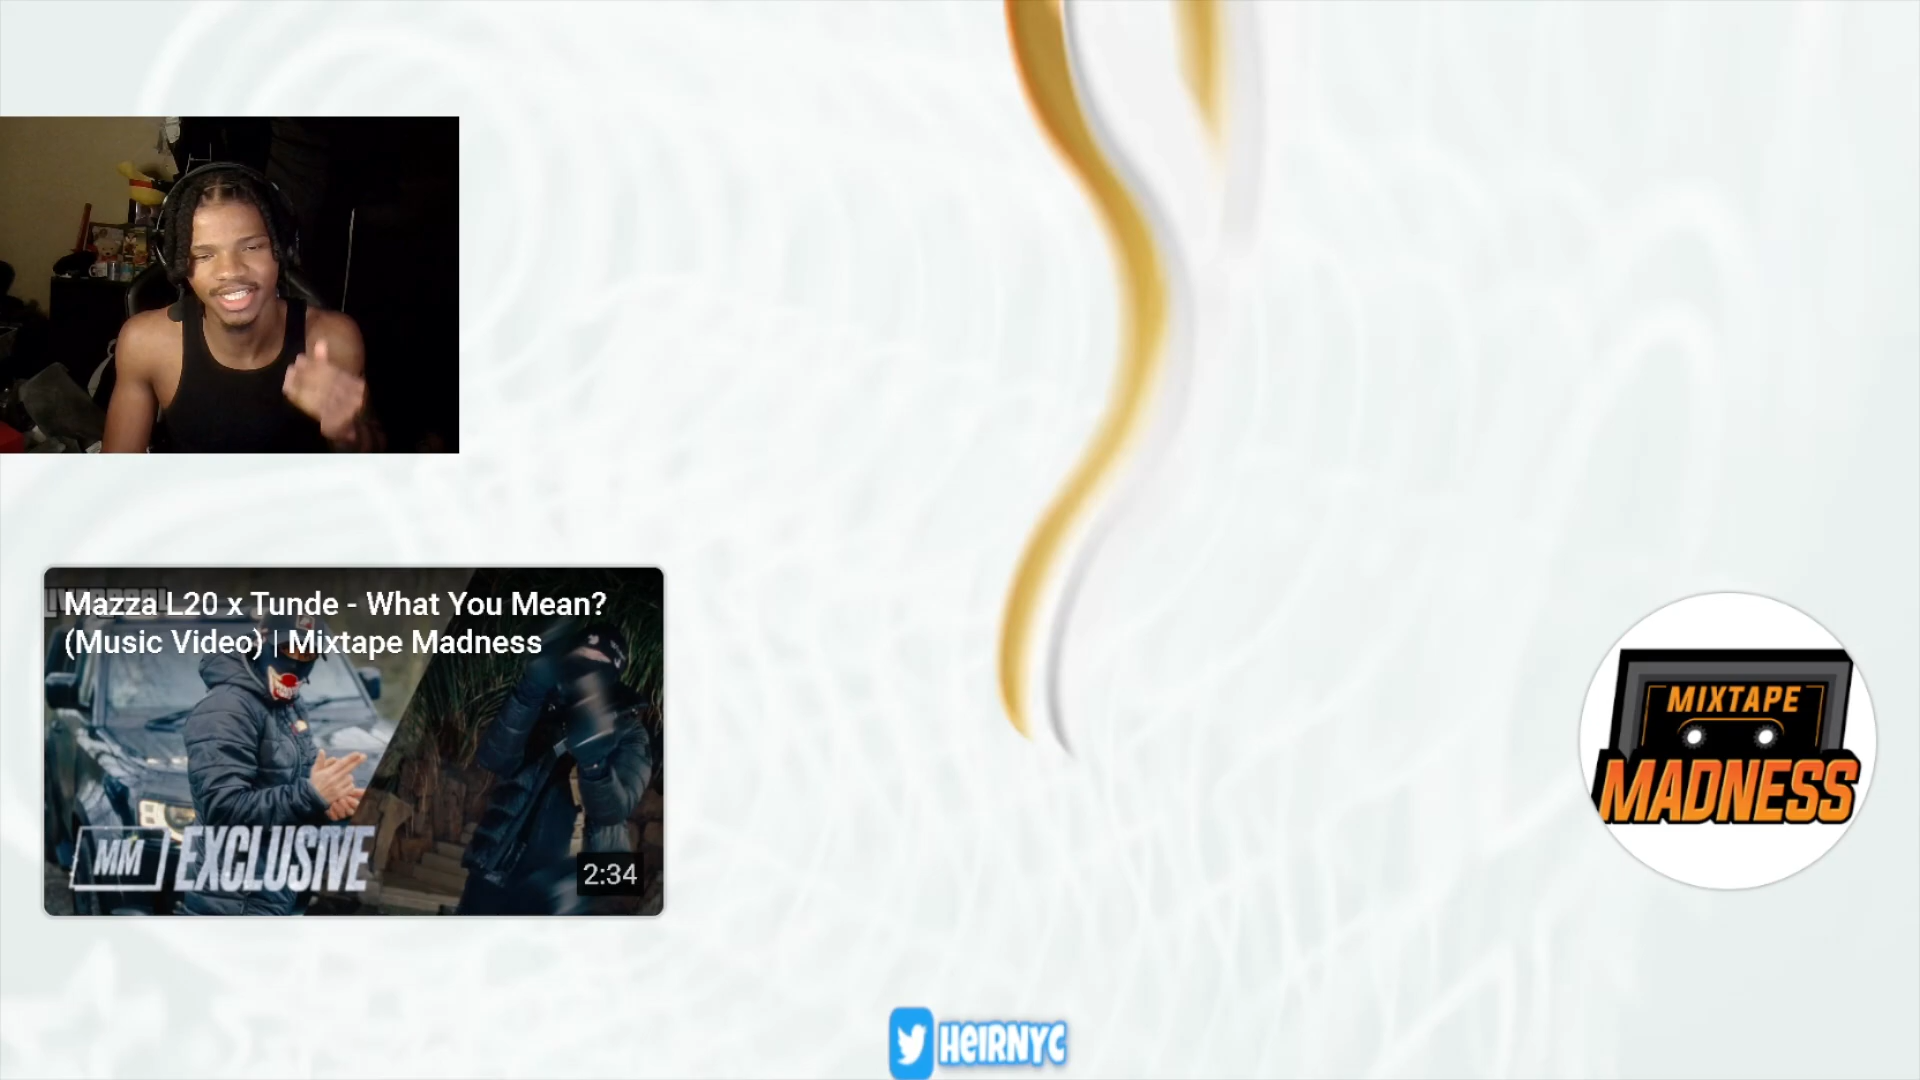 Mazza L20 x Tunde - What You Mean?
(Music Video) | Mixtape Madness
MM EXCLUSIVE
2:34
MIXTAPE
MADNESS
HeIRNYC